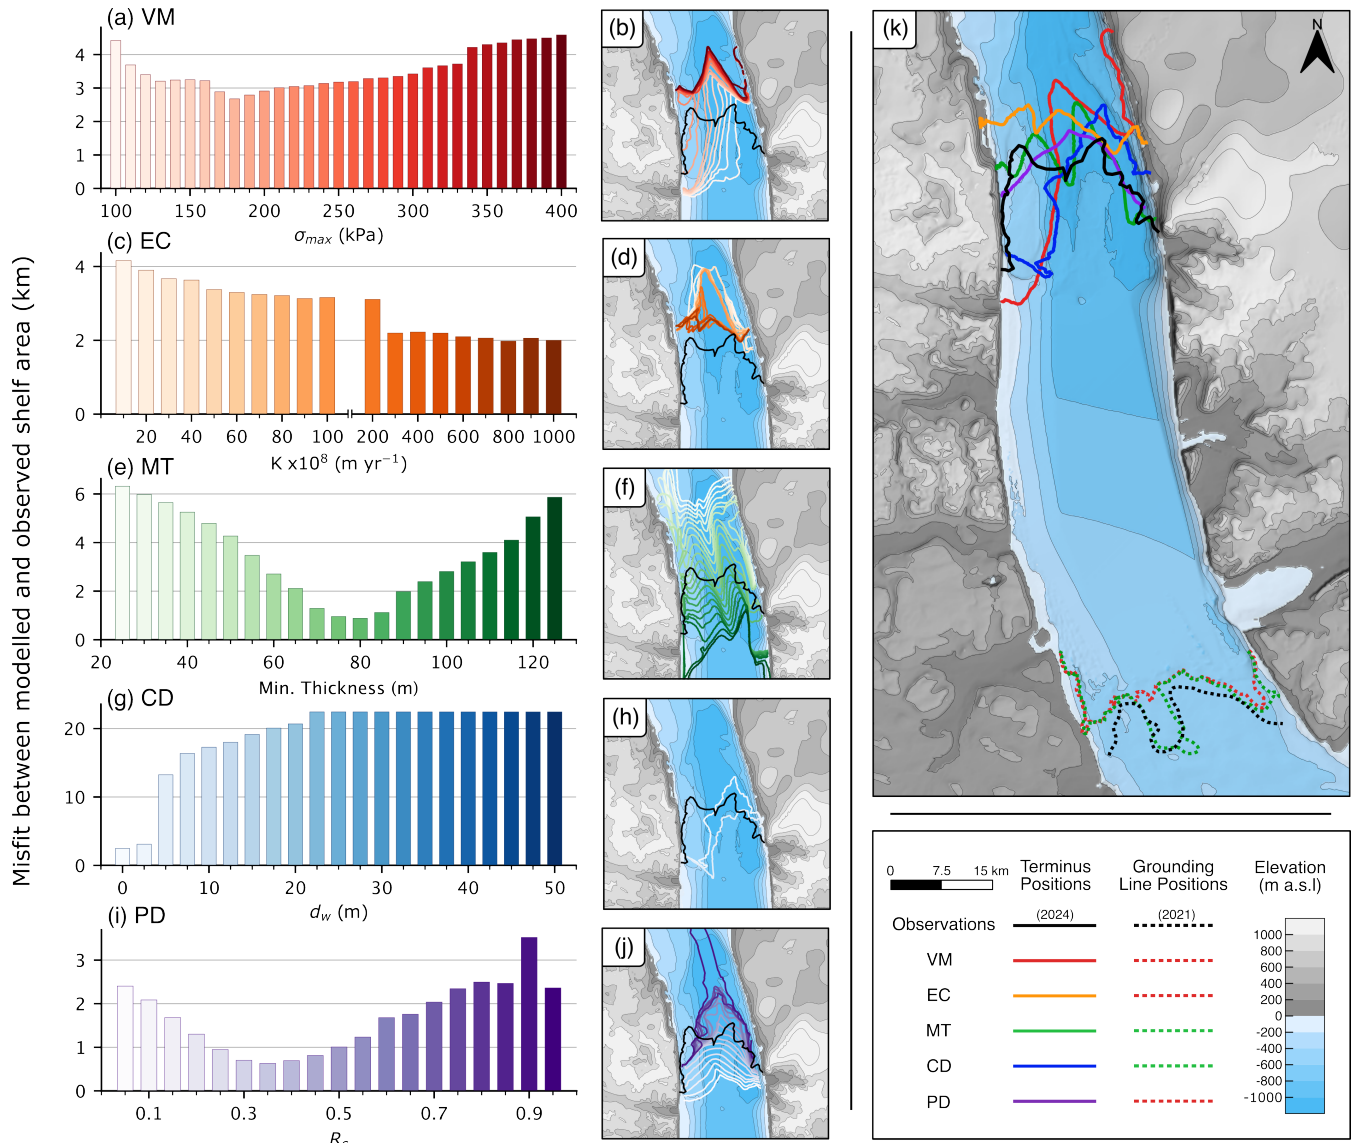 Misfit between modelled and observed shelf area (km)
(a) VM
4
3
2
1
0
100 150 200 250 300 350 400
σmax (kPa)
(b)
(c) EC
4
2
0
20 40 60 80 100 200 400 600 800 1000
K x10⁸ (m yr⁻¹)
(d)
(e) MT
6
4
2
0
20 40 60 80 100 120
Min. Thickness (m)
(f)
(g) CD
20
10
0
0 10 20 30 40 50
dw (m)
(h)
(i) PD
3
2
1
0
0.1 0.3 0.5 0.7 0.9
(j)
(k)
N
0 7.5 15 km
Terminus Positions
Grounding Line Positions
Elevation (m a.s.l)
Observations (2024) (2021)
VM
EC
MT
CD
PD
1000
800
600
400
200
0
-200
-400
-600
-800
-1000